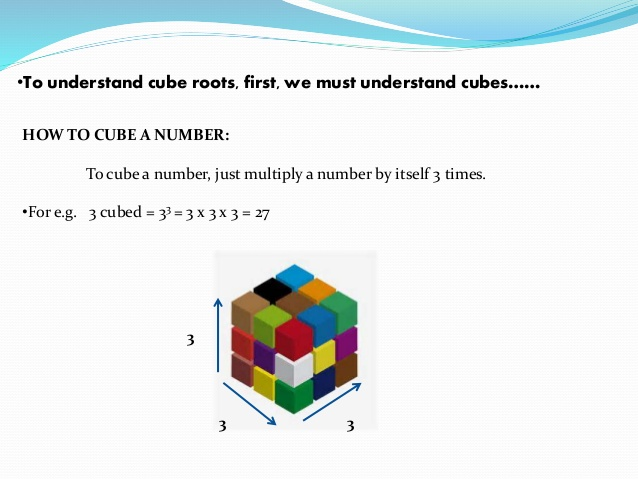 •To understand cube roots, first, we must understand cubes......
HOW TO CUBE A NUMBER:
To cube a number, just multiply a number by itself 3 times.
•For e.g. 3 cubed = 3³ = 3 x 3 x 3 = 27
3
3 3